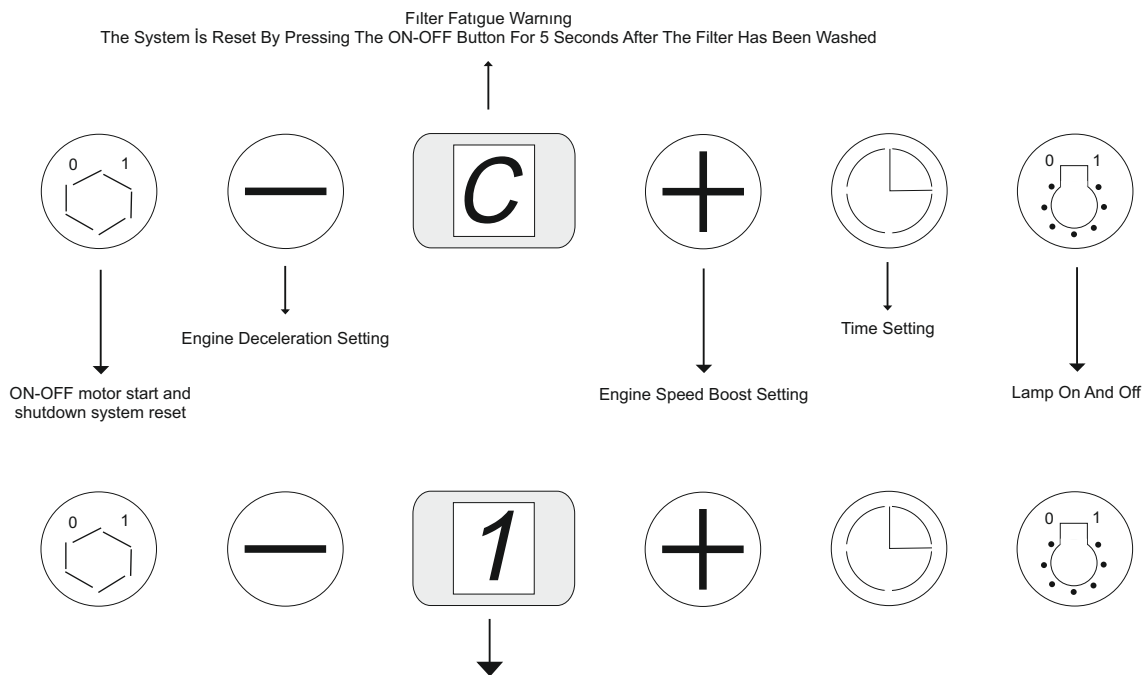 Fılter Fatıgue Warnıng
The System İs Reset By Pressing The ON-OFF Button For 5 Seconds After The Filter Has Been Washed
0 1
C
0 1
Engine Deceleration Setting
Time Setting
ON-OFF motor start and
shutdown system reset
Engine Speed Boost Setting
Lamp On And Off
0 1
1
0 1